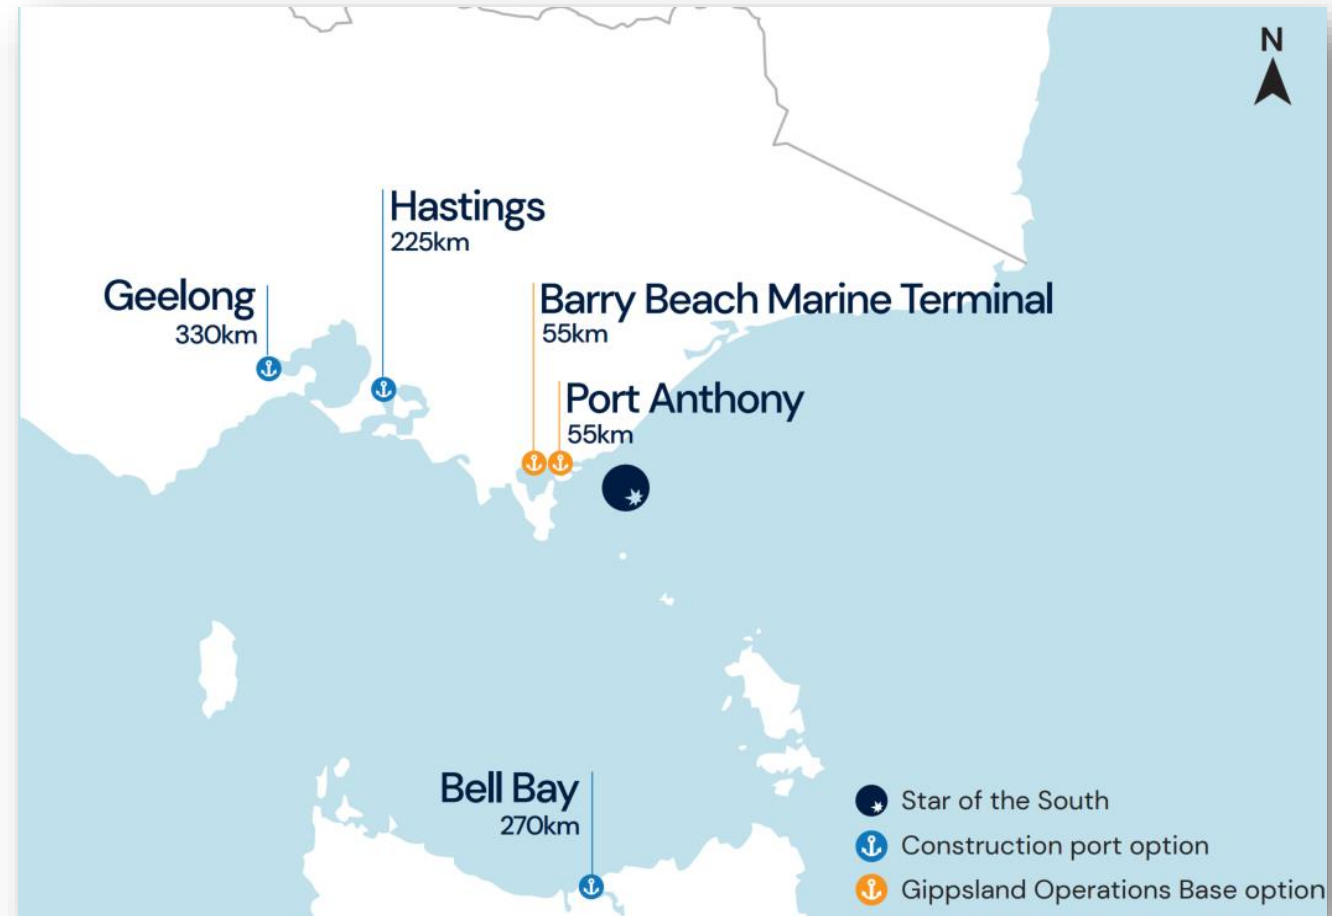 N
Hastings
225km
Geelong
330km
Barry Beach Marine Terminal
55km
Port Anthony
55km
Bell Bay
270km
Star of the South
Construction port option
Gippsland Operations Base option